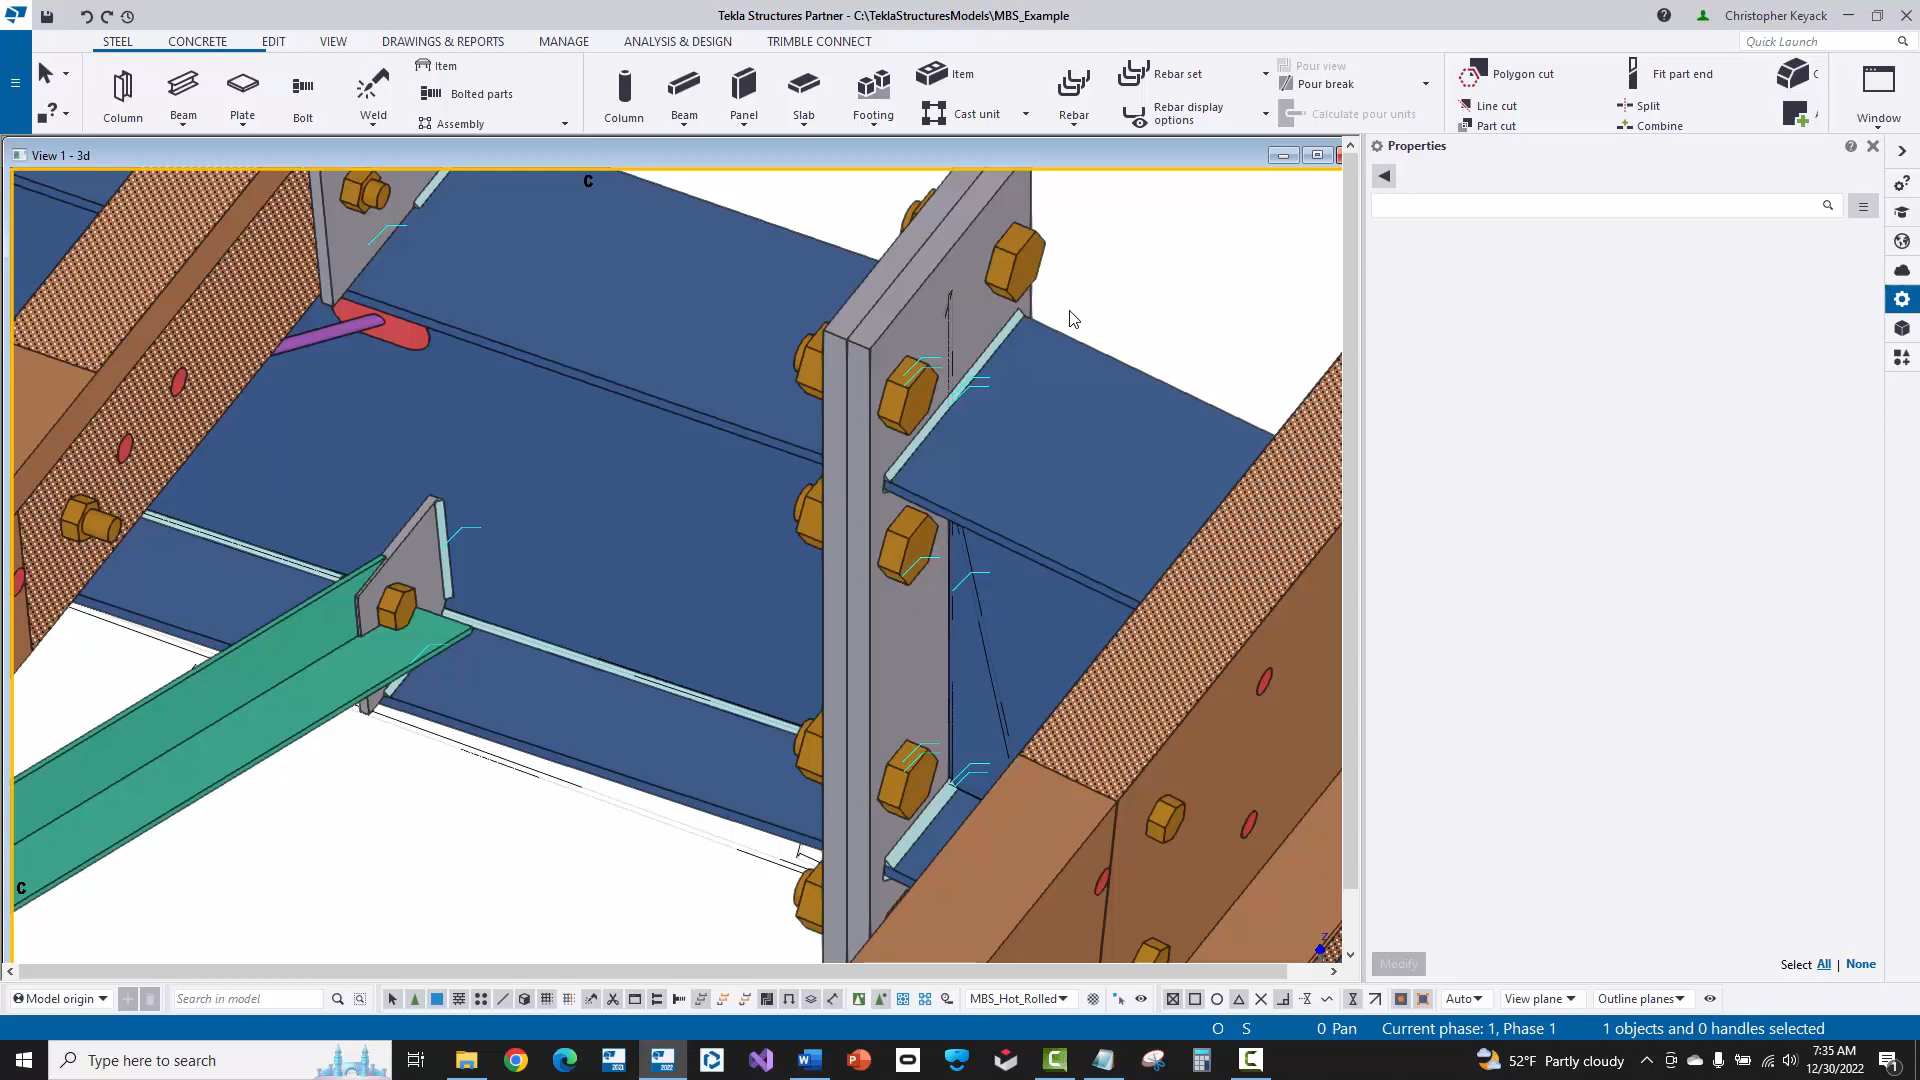 Tekla Structures Partner - C:\TeklaStructuresModels\MBS_Example
Christopher Keyack
STEEL CONCRETE EDIT VIEW DRAWINGS & REPORTS MANAGE ANALYSIS & DESIGN TRIMBLE CONNECT
Quick Launch
Column Beam Plate Bolt Weld
Item
Bolted parts
Assembly
Column Beam Panel Slab Footing
Item
Cast unit
Rebar
Rebar set
Rebar display options
Pour view
Pour break
Calculate pour units
Polygon cut
Line cut
Part cut
Fit part end
Split
Combine
Window
View 1 - 3d
Properties
C
C
Z
Modify
Select All | None
Model origin
Search in model
MBS_Hot_Rolled
Auto
View plane
Outline planes
O S 0 Pan Current phase: 1, Phase 1 1 objects and 0 handles selected
Type here to search
2021
2022
52°F Partly cloudy
7:35 AM
12/30/2022
1